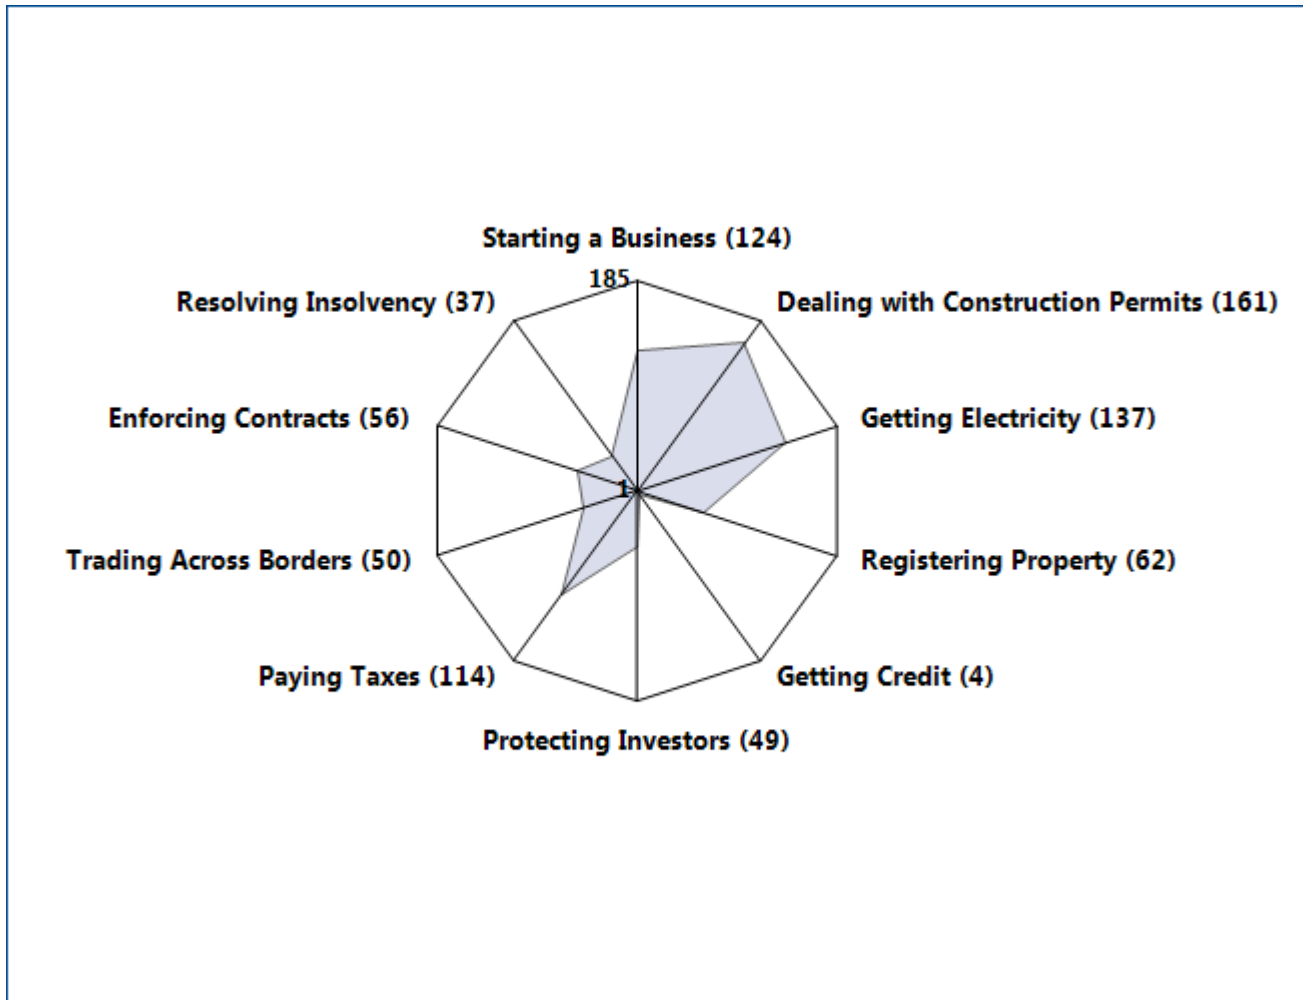 Starting a Business (124)
185
Resolving Insolvency (37)
Dealing with Construction Permits (161)
Enforcing Contracts (56)
Getting Electricity (137)
1
Trading Across Borders (50)
Registering Property (62)
Paying Taxes (114)
Getting Credit (4)
Protecting Investors (49)